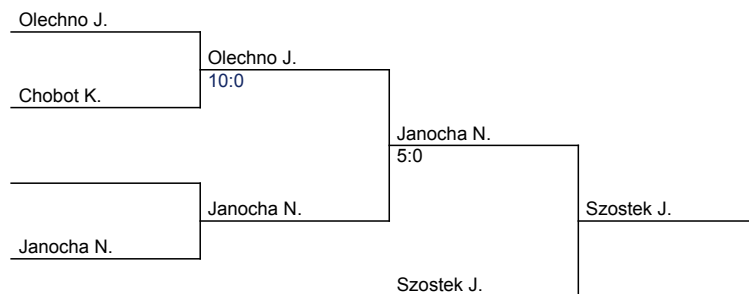 Olechno J.
Olechno J.
10:0
Chobot K.
Janocha N.
5:0
Janocha N.
Szostek J.
Janocha N.
Szostek J.